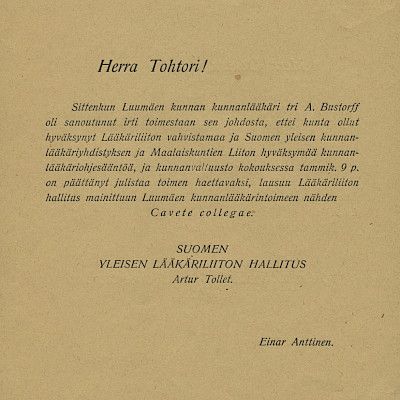 Herra Tohtori!
Sittenkun Luumäen kunnan kunnanlääkäri tri A. Bustorff
oli sanoutunut irti toimestaan sen johdosta, ettei kunta ollut
hyväksynyt Lääkäriliiton vahvistamaa ja Suomen yleisen kunnan-
lääkäriyhdistyksen ja Maalaiskuntien Liiton hyväksymää kunnan-
lääkäriohjesääntöä, ja kunnanvaltuusto kokouksessa tammik. 9 p.
on päättänyt julistaa toimen haettavaksi, lausuu Lääkäriliiton
hallitus mainittuun Luumäen kunnanlääkärintoimeen nähden
Cavete collegae.
SUOMEN
YLEISEN LÄÄKÄRILIITON HALLITUS
Artur Tollet.
Einar Anttinen.